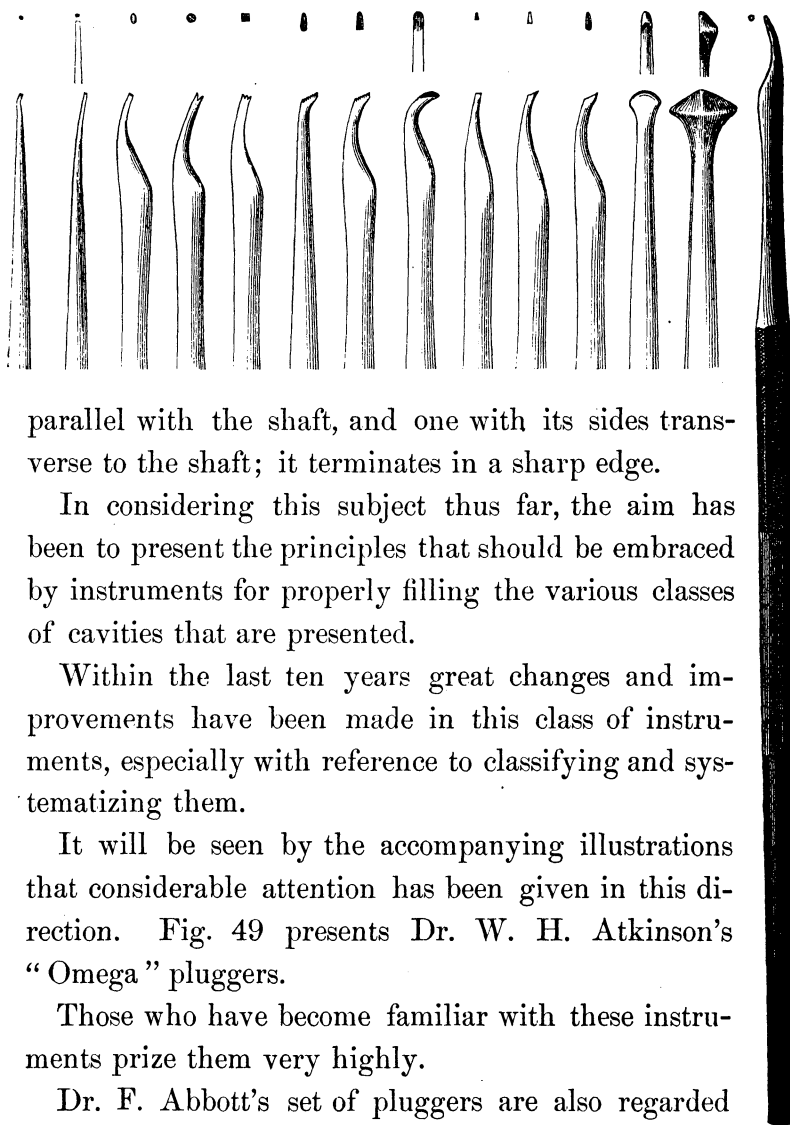 parallel with the shaft, and one with its sides trans-
verse to the shaft; it terminates in a sharp edge.
In considering this subject thus far, the aim has
been to present the principles that should be embraced
by instruments for properly filling the various classes
of cavities that are presented.
Within the last ten years great changes and im-
provements have been made in this class of instru-
ments, especially with reference to classifying and sys-
tematizing them.
It will be seen by the accompanying illustrations
that considerable attention has been given in this di-
rection. Fig. 49 presents Dr. W. H. Atkinson's
“ Omega ” pluggers.
Those who have become familiar with these instru-
ments prize them very highly.
Dr. F. Abbott's set of pluggers are also regarded